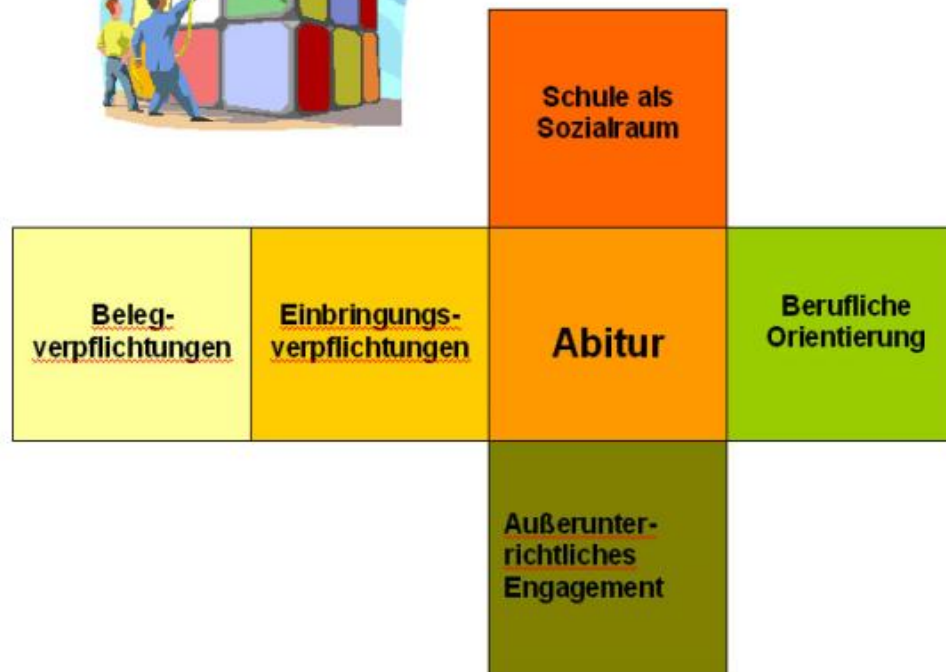 Schule als
Sozialraum
Beleg-
verpflichtungen
Einbringungs-
verpflichtungen
Abitur
Berufliche
Orientierung
Außerunter-
richtliches
Engagement